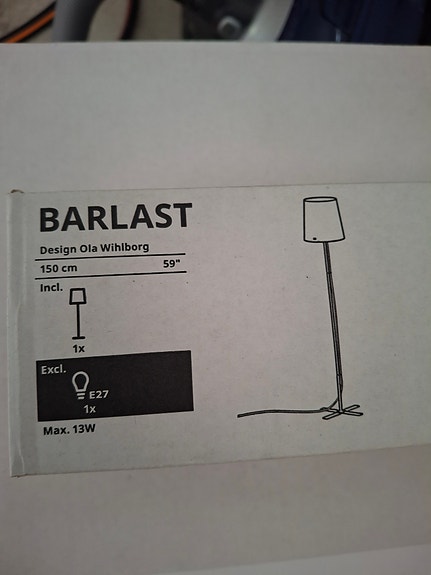 BARLAST
Design Ola Wihlborg
150 cm 59"
Incl.
1x
Excl.
E27
1x
Max. 13W